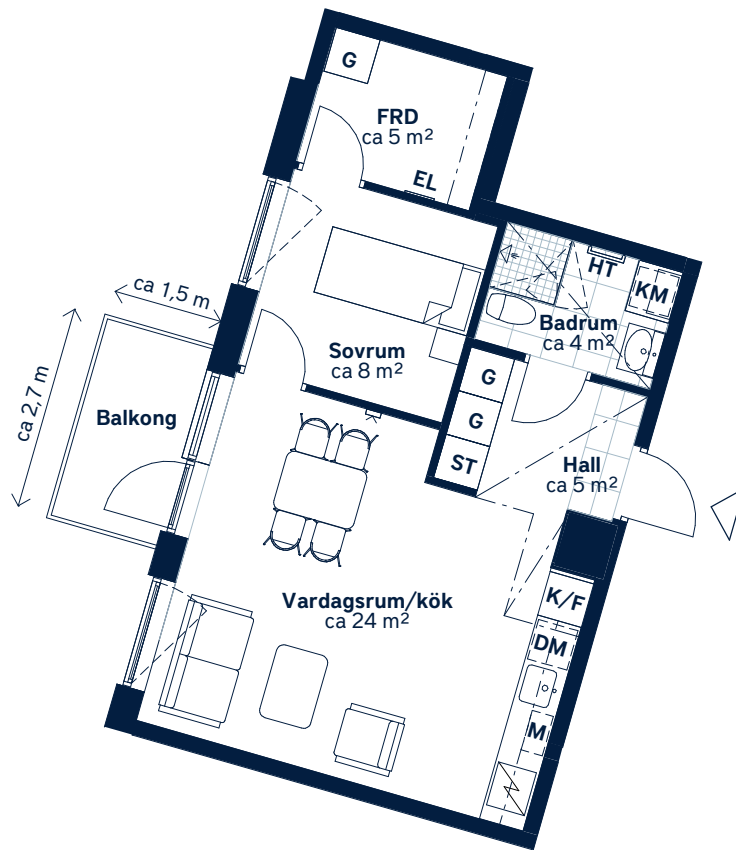 G
FRD
ca 5 m²
EL
HT
KM
ca 1,5 m
Badrum
ca 4 m²
Sovrum
ca 8 m²
ca 2,7 m
Balkong
G
G
ST
Hall
ca 5 m²
Vardagsrum/kök
ca 24 m²
K/F
DM
M